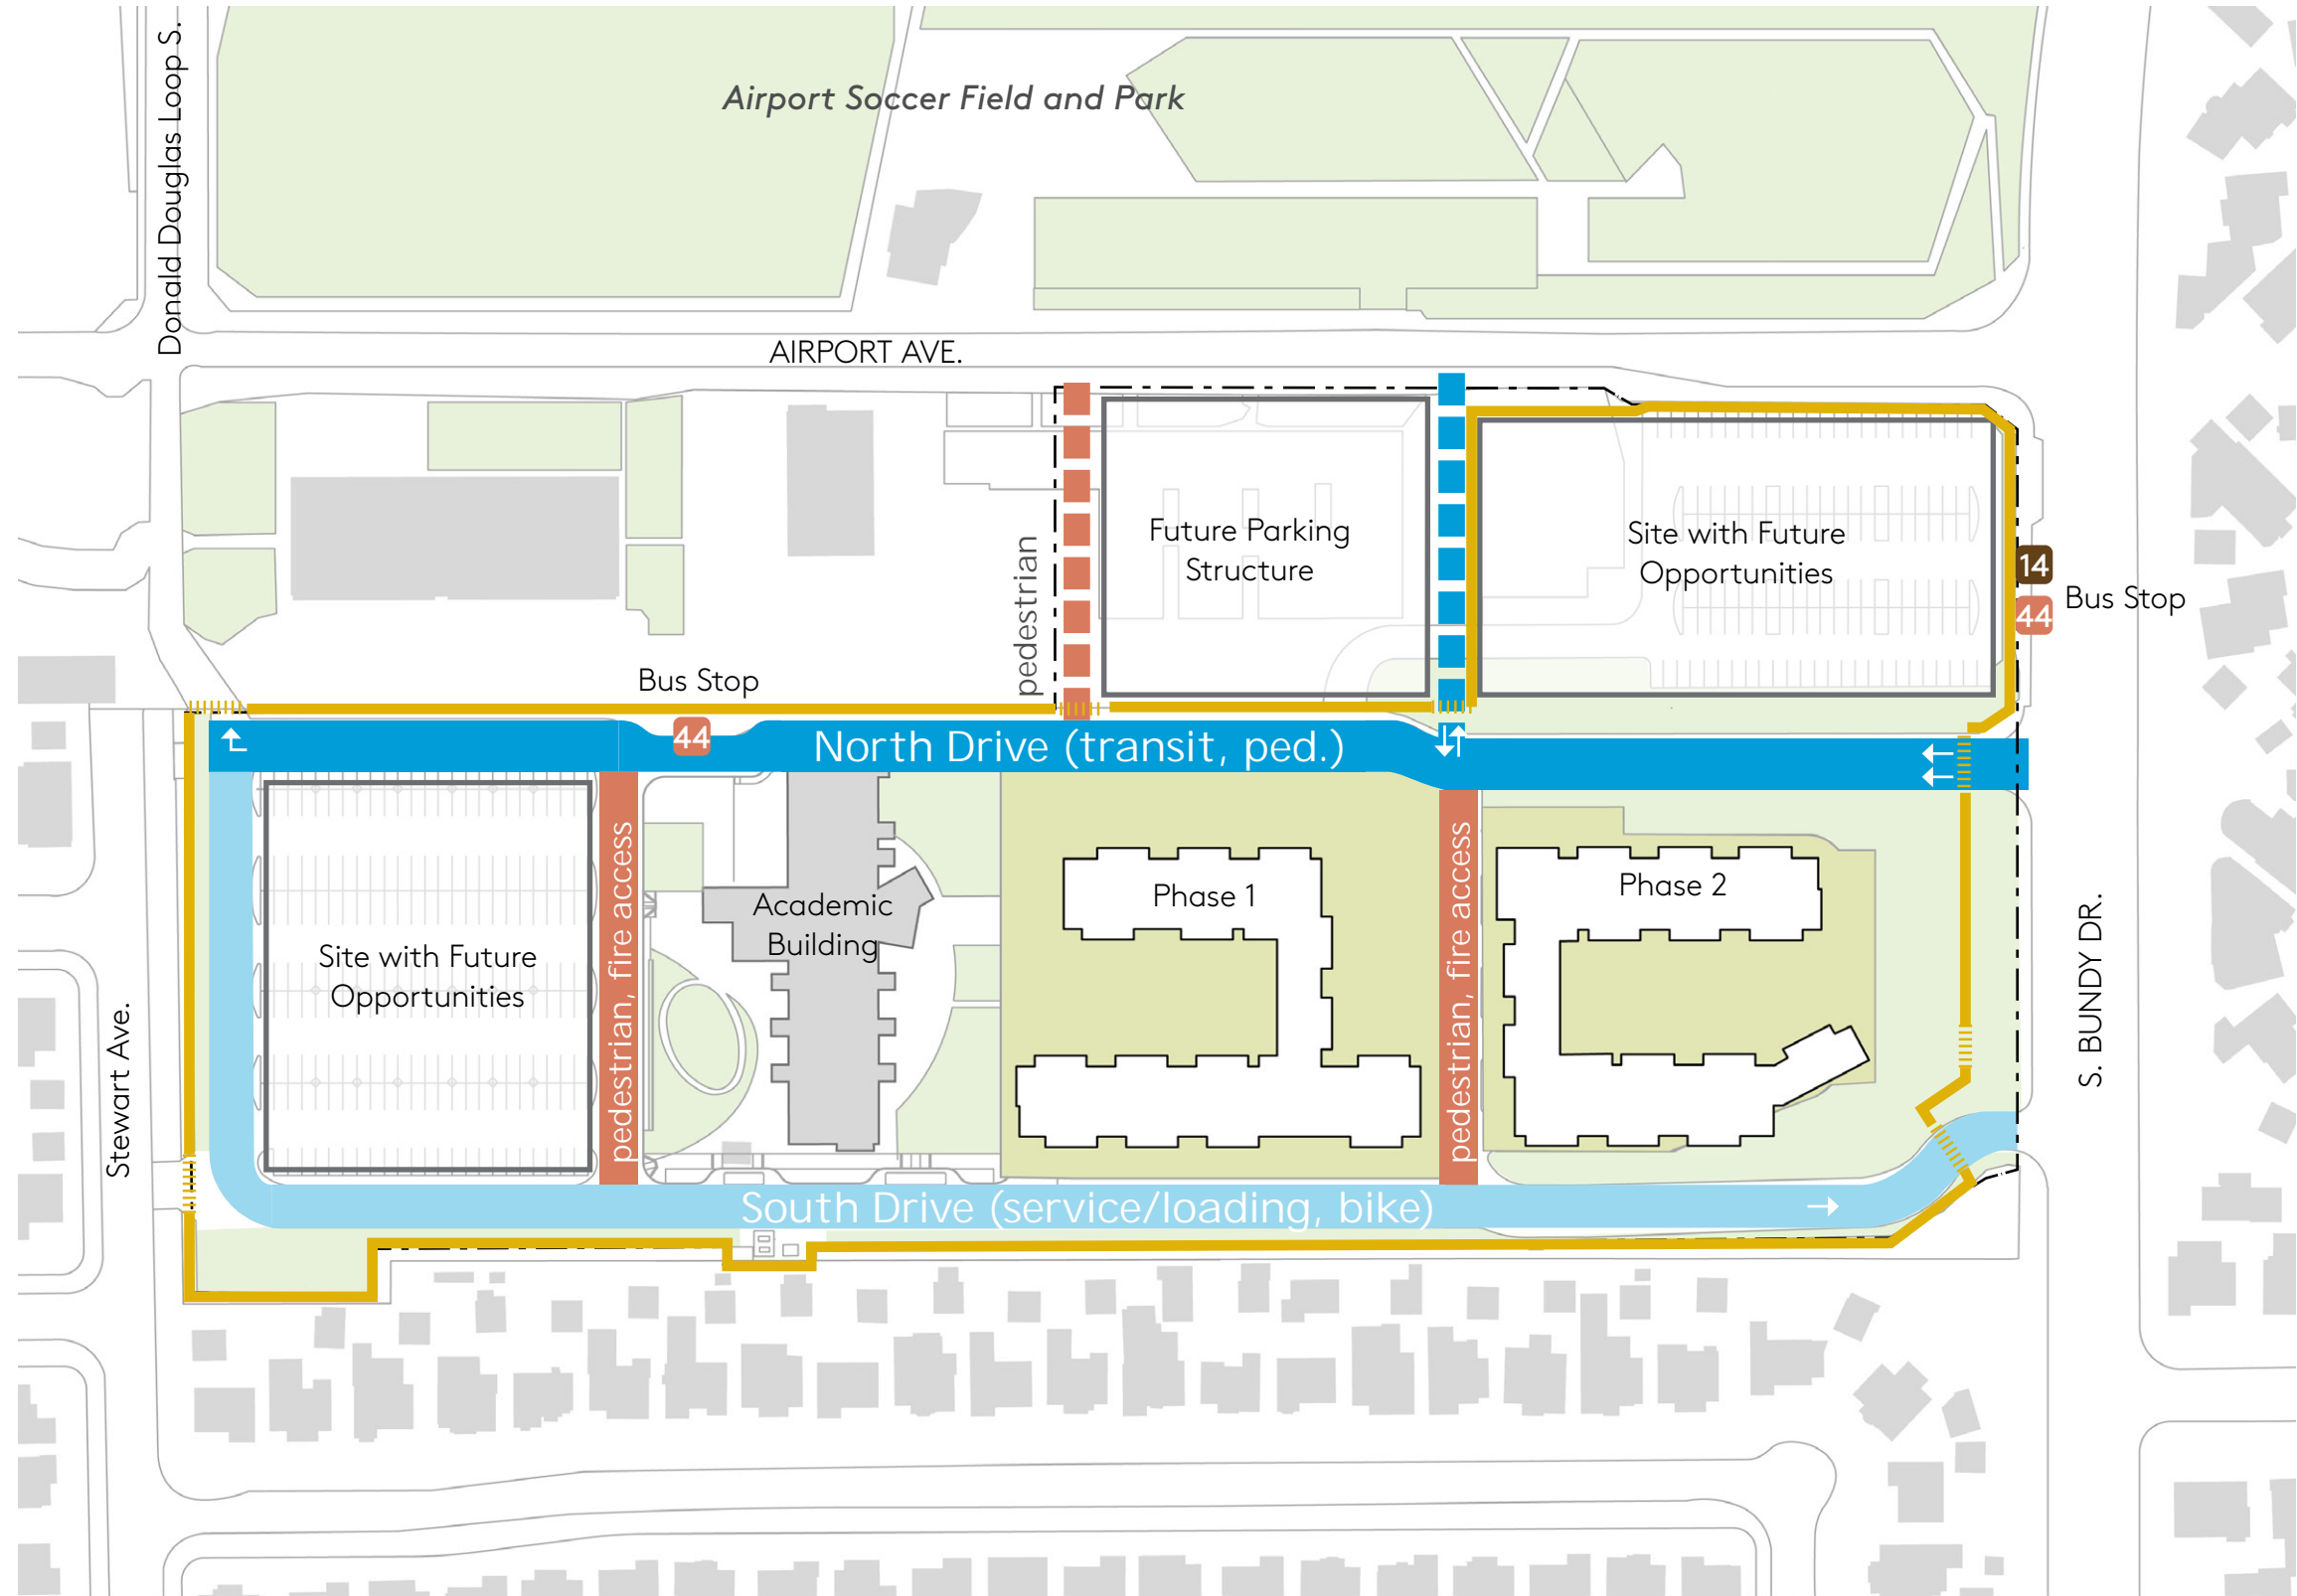 Donald Douglas Loop S.
Airport Soccer Field and Park
AIRPORT AVE.
pedestrian
Future Parking
Structure
Site with Future
Opportunities
14
44
Bus Stop
Bus Stop
44
North Drive (transit, ped.)
pedestrian, fire access
Academic
Building
Phase 1
pedestrian, fire access
Phase 2
Site with Future
Opportunities
Stewart Ave.
S. BUNDY DR.
South Drive (service/loading, bike)